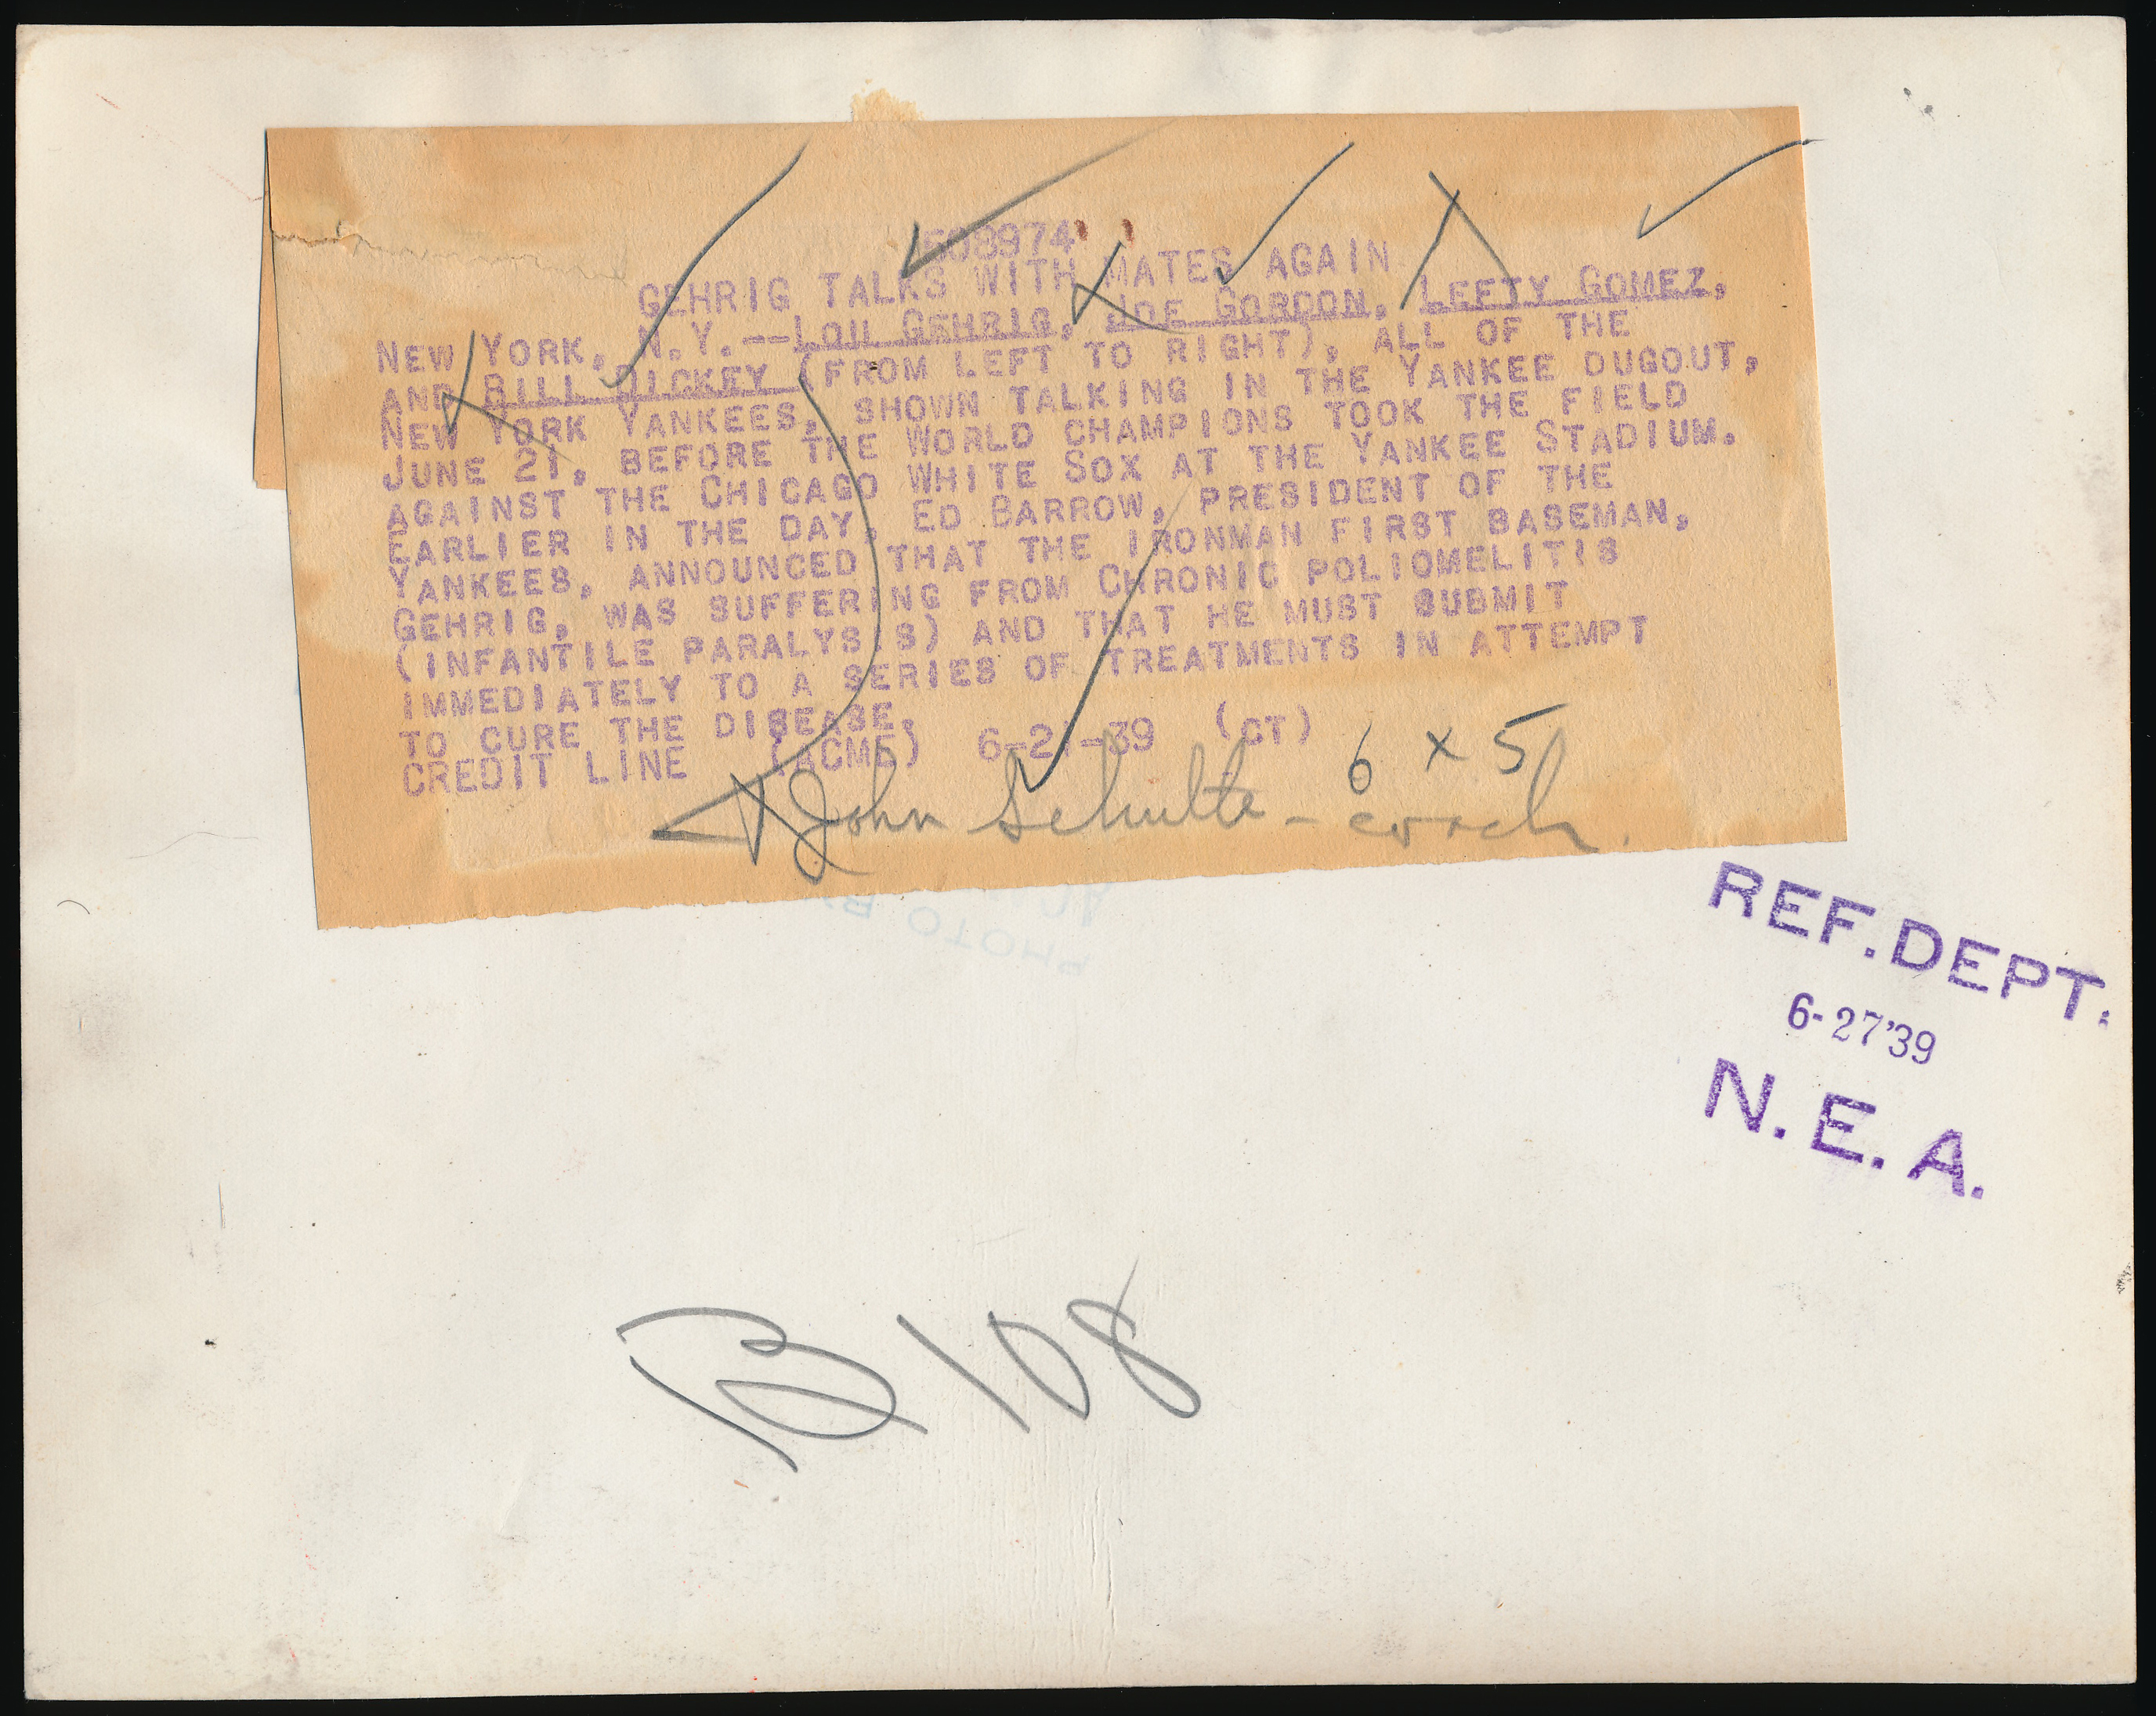 508974
GEHRIG TALKS WITH MATES AGAIN
NEW YORK, N.Y.--LOU GEHRIG, JOE GORDON, LEFTY GOMEZ,
AND BILL DICKEY (FROM LEFT TO RIGHT), ALL OF THE
NEW YORK YANKEES, SHOWN TALKING IN THE YANKEE DUGOUT,
JUNE 21, BEFORE THE WORLD CHAMPIONS TOOK THE FIELD
AGAINST THE CHICAGO WHITE SOX AT THE YANKEE STADIUM.
EARLIER IN THE DAY, ED BARROW, PRESIDENT OF THE
YANKEES, ANNOUNCED THAT THE IRONMAN FIRST BASEMAN,
GEHRIG, WAS SUFFERING FROM CHRONIC POLIOMELITIS
(INFANTILE PARALYSIS) AND THAT HE MUST SUBMIT
IMMEDIATELY TO A SERIES OF TREATMENTS IN ATTEMPT
TO CURE THE DISEASE.
CREDIT LINE (ACME) 6-21-39 (CT)
6 x 5
John Schulte - coach.
PHOTO BY
REF. DEPT.
6-27'39
N. E. A.
B108